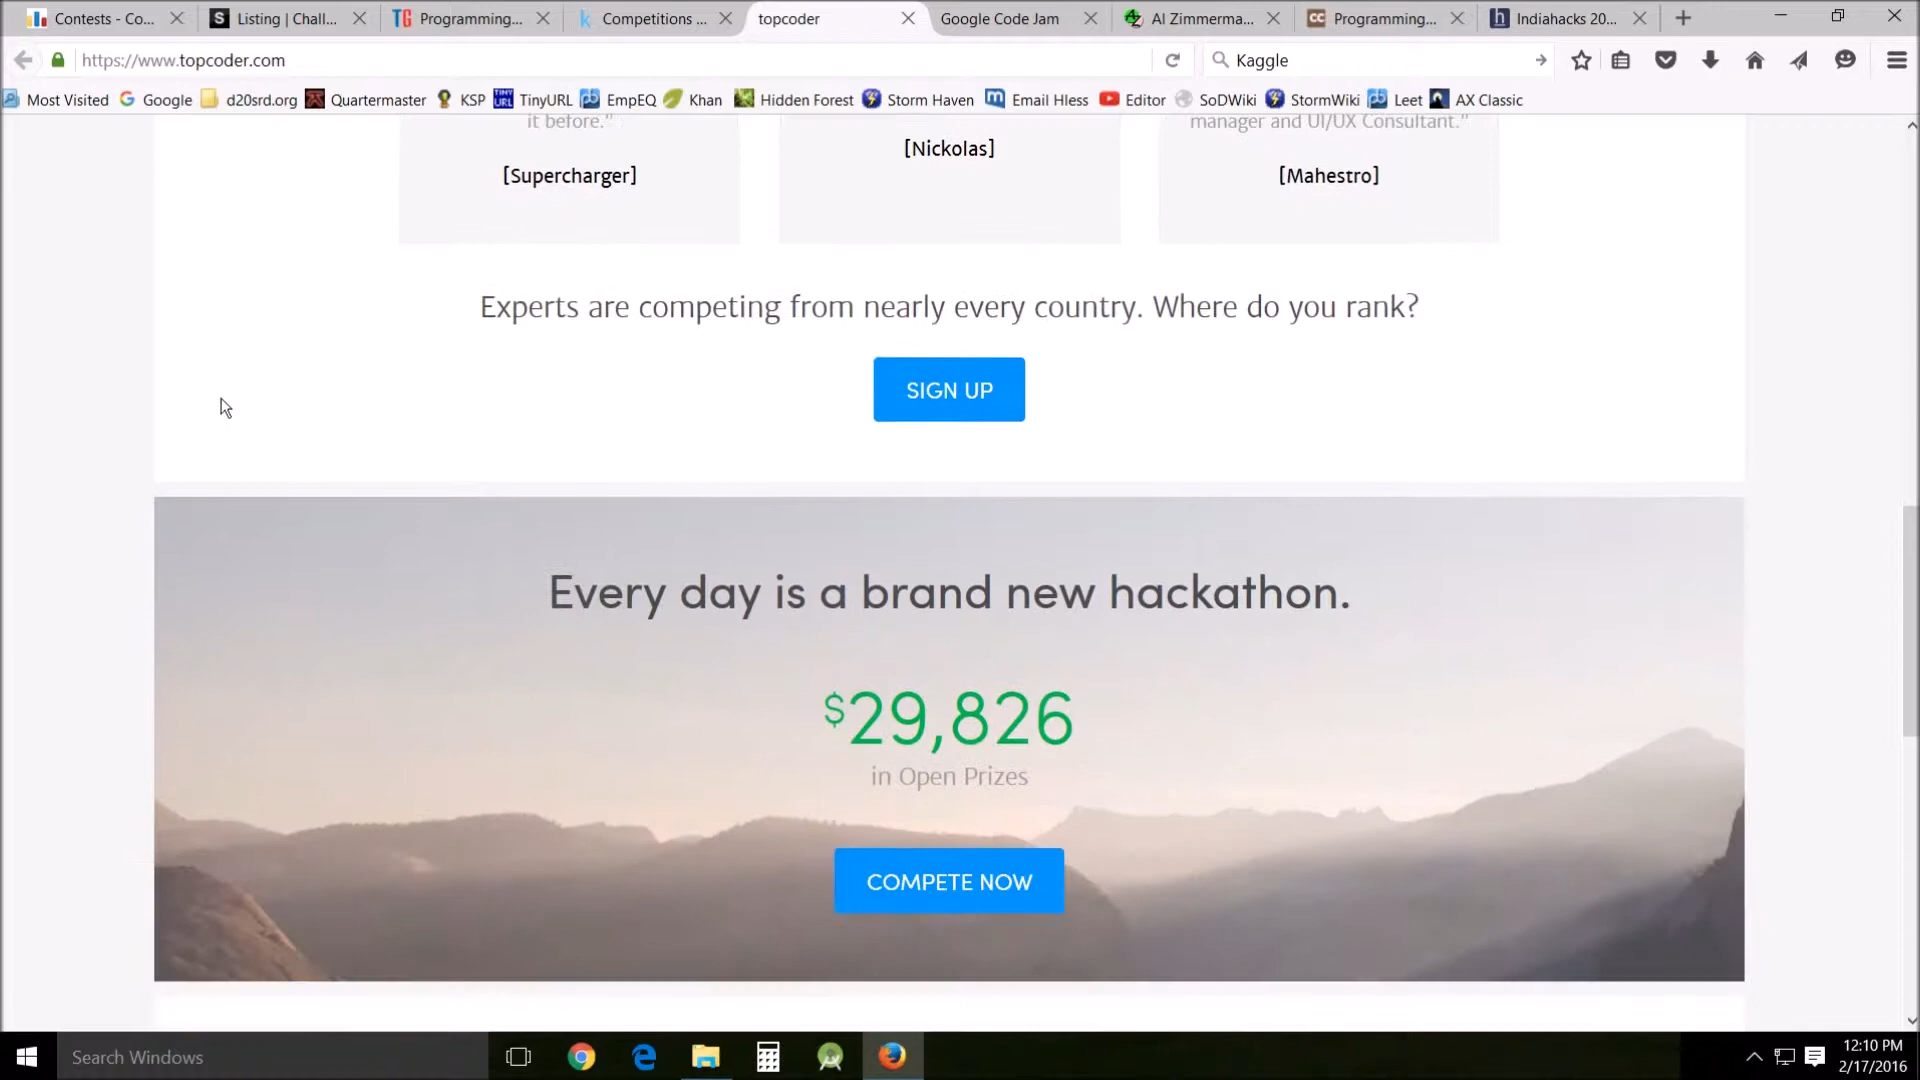 Contests - Co...
Listing | Chall...
Programming...
Competitions ...
topcoder
Google Code Jam
Al Zimmerma...
Programming...
Indiahacks 20...
https://www.topcoder.com
Kaggle
Most Visited
Google
d20srd.org
Quartermaster
KSP
TinyURL
EmpEQ
Khan
Hidden Forest
Storm Haven
Email Hless
Editor
SoDWiki
StormWiki
Leet
AX Classic
it before.”
[Supercharger]
[Nickolas]
manager and UI/UX Consultant.”
[Mahestro]
Experts are competing from nearly every country. Where do you rank?
SIGN UP
Every day is a brand new hackathon.
$29,826
in Open Prizes
COMPETE NOW
Search Windows
12:10 PM
2/17/2016